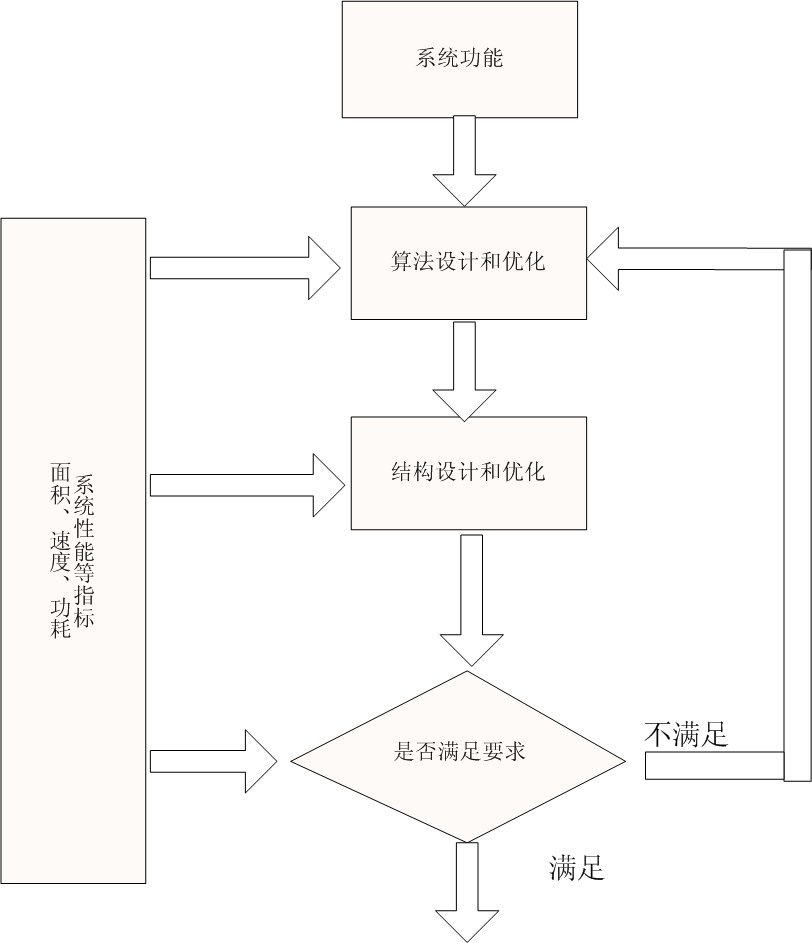 系统功能
算法设计和优化
结构设计和优化
系统性能等指标
面积、速度、功耗
是否满足要求
不满足
满足